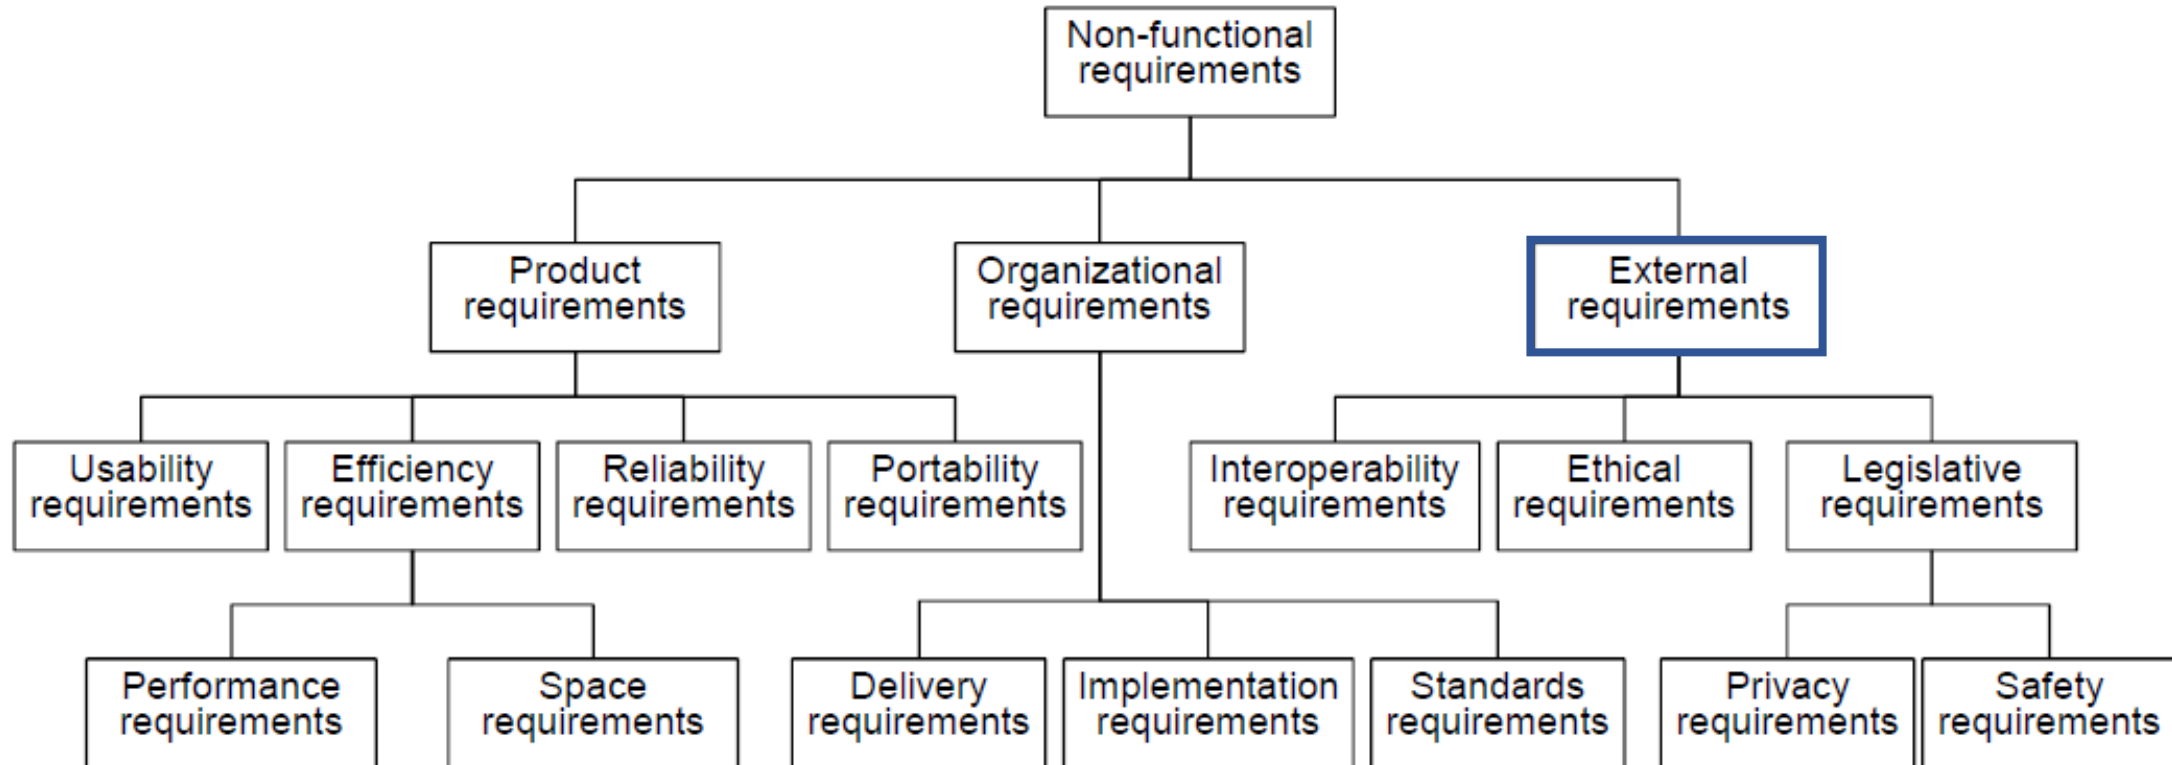 Non-functional
requirements
Product
requirements
Organizational
requirements
External
requirements
Usability
requirements
Efficiency
requirements
Reliability
requirements
Portability
requirements
Interoperability
requirements
Ethical
requirements
Legislative
requirements
Performance
requirements
Space
requirements
Delivery
requirements
Implementation
requirements
Standards
requirements
Privacy
requirements
Safety
requirements